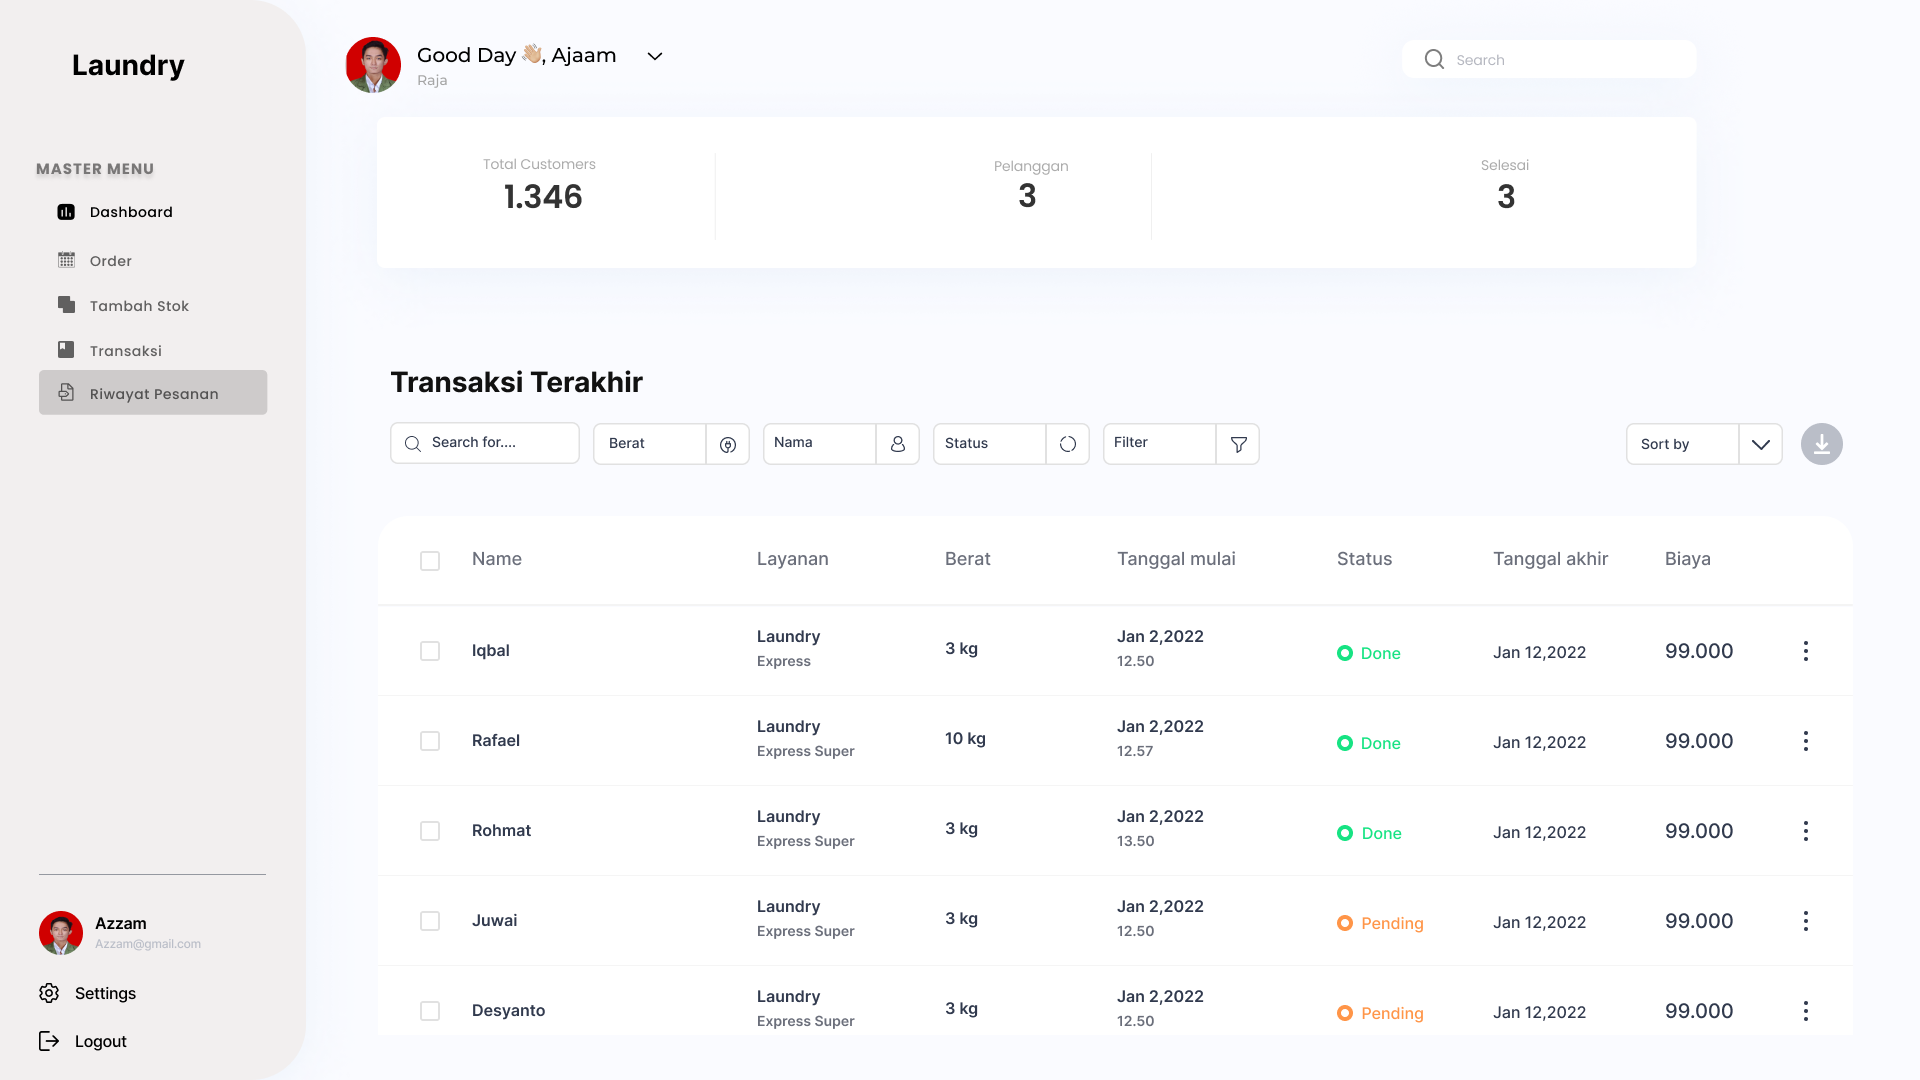 Laundry
MASTER MENU
Dashboard
Order
Tambah Stok
Transaksi
Riwayat Pesanan
Azzam
Azzam@gmail.com
Settings
Logout
Good Day 👋🏼, Ajaam
Raja
Search
Total Customers
1.346
Pelanggan
3
Selesai
3
Transaksi Terakhir
Search for....
Berat
Nama
Status
Filter
Sort by
Name Layanan Berat Tanggal mulai Status Tanggal akhir Biaya
Iqbal Laundry 3 kg Jan 2,2022 Done Jan 12,2022 99.000
Express 12.50
Rafael Laundry 10 kg Jan 2,2022 Done Jan 12,2022 99.000
Express Super 12.57
Rohmat Laundry 3 kg Jan 2,2022 Done Jan 12,2022 99.000
Express Super 13.50
Juwai Laundry 3 kg Jan 2,2022 Pending Jan 12,2022 99.000
Express Super 12.50
Desyanto Laundry 3 kg Jan 2,2022 Pending Jan 12,2022 99.000
Express Super 12.50